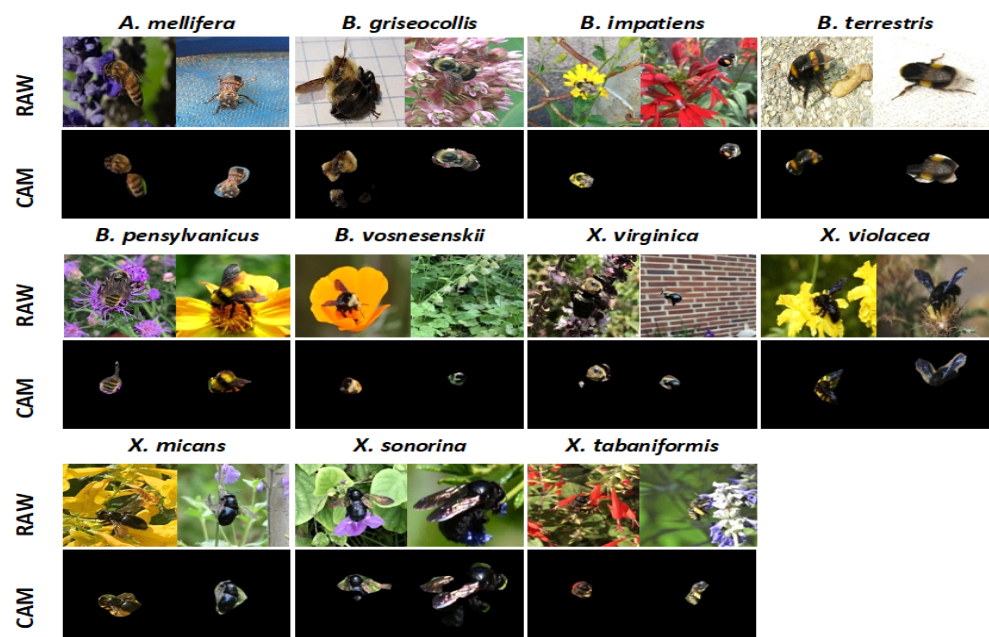 A. mellifera B. griseocollis B. impatiens B. terrestris
RAW
CAM
B. pensylvanicus B. vosnesenskii X. virginica X. violacea
RAW
CAM
X. micans X. sonorina X. tabaniformis
RAW
CAM